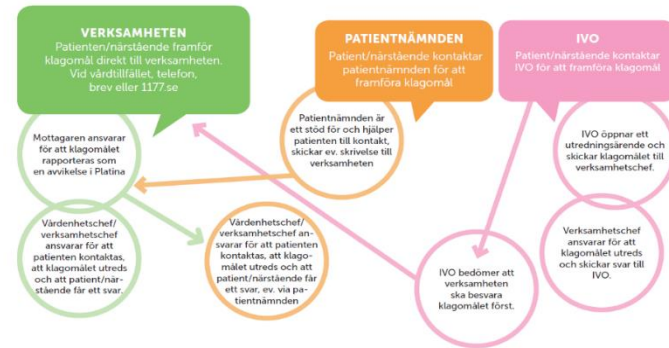 VERKSAMHETEN
Patienten/närstående framför
klagomål direkt till verksamheten.
Vid vårdtillfället, telefon,
brev eller 1177.se
PATIENTNÄMNDEN
Patient/närstående kontaktar
patientnämnden för att
framföra klagomål
IVO
Patient/närstående kontaktar
IVO för att framföra klagomål
Mottagaren ansvarar
för att klagomålet
rapporteras som
en avvikelse i Platina
Patientnämnden är
ett stöd för och hjälper
patienten till kontakt,
skickar ev. skrivelse till
verksamheten
IVO öppnar ett
utredningsärende och
skickar klagomålet till
verksamhetschef.
Vårdenhetschef/
verksamhetschef
ansvarar för att
patienten kontaktas,
att klagomålet utreds
och att patient/när-
stående får ett svar.
Vårdenhetschef/
verksamhetschef an-
svarar för att patienten
kontaktas, att klago-
målet utreds och att
patient/närstående får
ett svar, ev. via pa-
tientnämnden
IVO bedömer att
verksamheten
ska besvara
klagomålet först.
Verksamhetschef
ansvarar för att
klagomålet utreds
och skickar svar till
IVO.